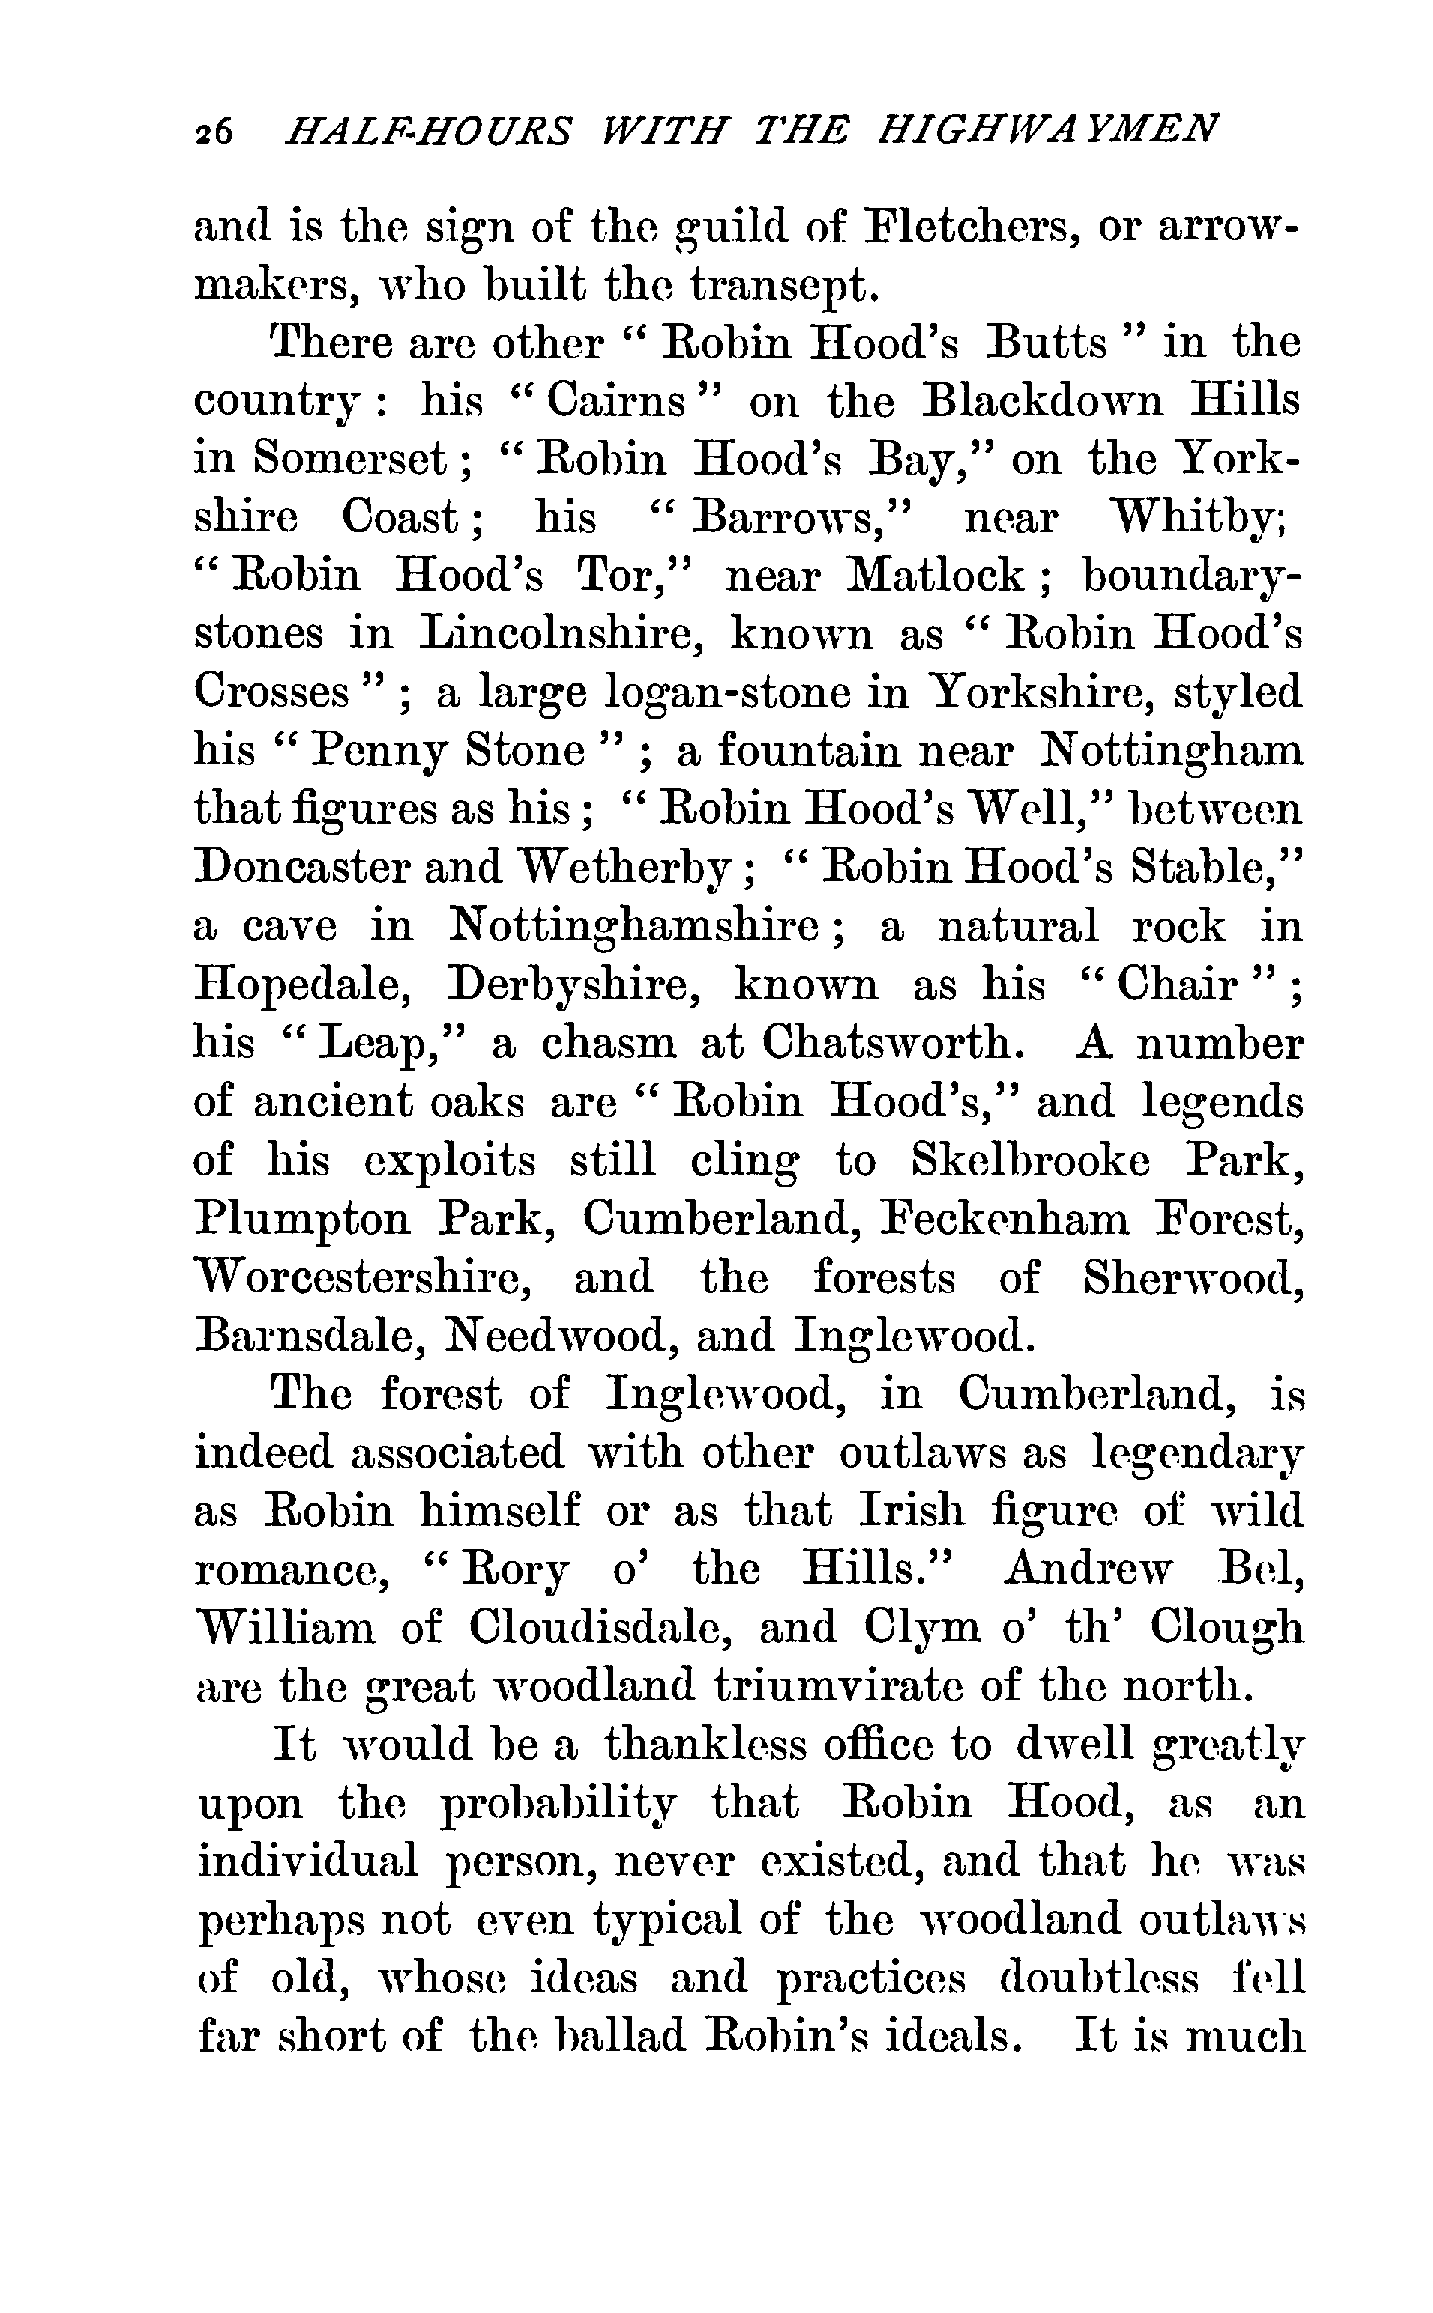 26 HALF-HOURS WITH THE HIGHWAYMEN
and is the sign of the guild of Fletchers, or arrow-
makers, who built the transept.
There are other “ Robin Hood's Butts ” in the
country : his “ Cairns ” on the Blackdown Hills
in Somerset ; “ Robin Hood's Bay,” on the York-
shire Coast ; his “ Barrows,” near Whitby;
“ Robin Hood's Tor,” near Matlock ; boundary-
stones in Lincolnshire, known as “ Robin Hood's
Crosses ” ; a large logan-stone in Yorkshire, styled
his “ Penny Stone ” ; a fountain near Nottingham
that figures as his ; “ Robin Hood's Well,” between
Doncaster and Wetherby ; “ Robin Hood's Stable,”
a cave in Nottinghamshire ; a natural rock in
Hopedale, Derbyshire, known as his “ Chair ” ;
his “ Leap,” a chasm at Chatsworth. A number
of ancient oaks are “ Robin Hood's,” and legends
of his exploits still cling to Skelbrooke Park,
Plumpton Park, Cumberland, Feckenham Forest,
Worcestershire, and the forests of Sherwood,
Barnsdale, Needwood, and Inglewood.
The forest of Inglewood, in Cumberland, is
indeed associated with other outlaws as legendary
as Robin himself or as that Irish figure of wild
romance, “ Rory o' the Hills.” Andrew Bel,
William of Cloudisdale, and Clym o' th' Clough
are the great woodland triumvirate of the north.
It would be a thankless office to dwell greatly
upon the probability that Robin Hood, as an
individual person, never existed, and that he was
perhaps not even typical of the woodland outlaws
of old, whose ideas and practices doubtless fell
far short of the ballad Robin's ideals. It is much